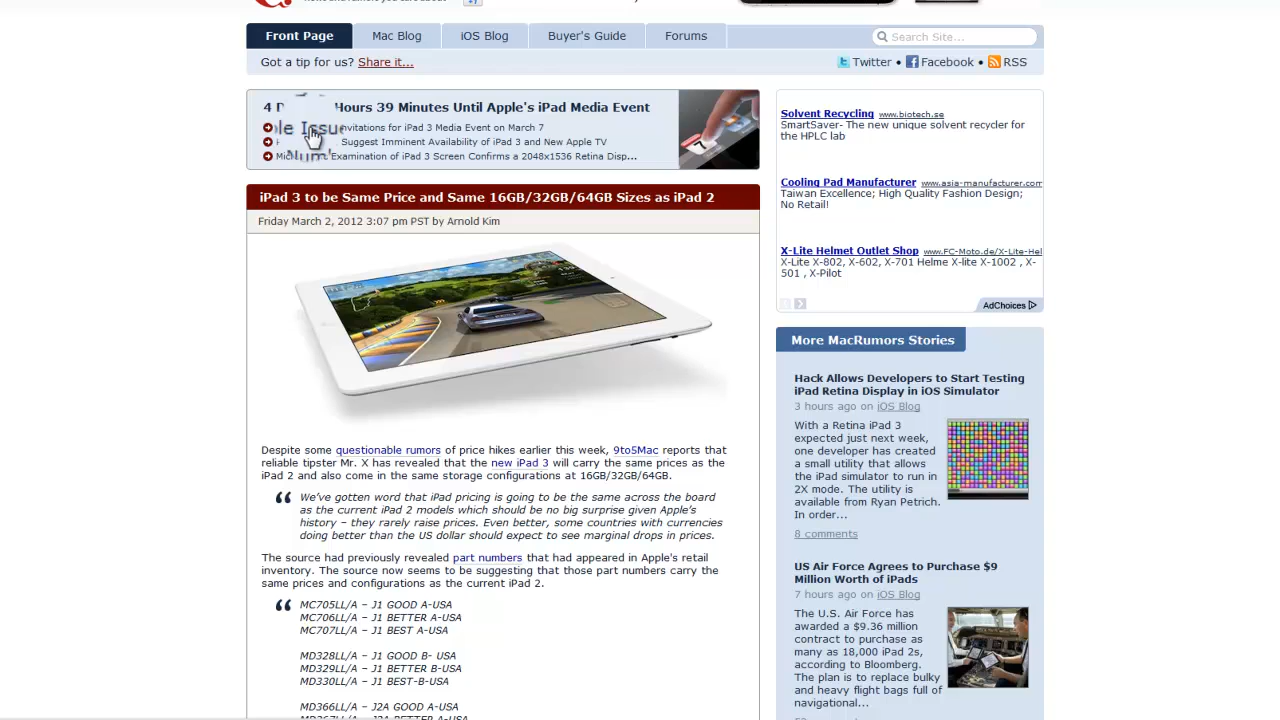 Front Page Mac Blog iOS Blog Buyer's Guide Forums Search Site...
Got a tip for us? Share it... Twitter • Facebook • RSS
4 Hours 39 Minutes Until Apple's iPad Media Event
nvitations for iPad 3 Media Event on March 7
Suggest Imminent Availability of iPad 3 and New Apple TV
Examination of iPad 3 Screen Confirms a 2048x1536 Retina Disp...
iPad 3 to be Same Price and Same 16GB/32GB/64GB Sizes as iPad 2
Friday March 2, 2012 3:07 pm PST by Arnold Kim
Despite some questionable rumors of price hikes earlier this week, 9to5Mac reports that
reliable tipster Mr. X has revealed that the new iPad 3 will carry the same prices as the
iPad 2 and also come in the same storage configurations at 16GB/32GB/64GB.
We've gotten word that iPad pricing is going to be the same across the board
as the current iPad 2 models which should be no big surprise given Apple's
history – they rarely raise prices. Even better, some countries with currencies
doing better than the US dollar should expect to see marginal drops in prices.
The source had previously revealed part numbers that had appeared in Apple's retail
inventory. The source now seems to be suggesting that those part numbers carry the
same prices and configurations as the current iPad 2.
MC705LL/A – J1 GOOD A-USA
MC706LL/A – J1 BETTER A-USA
MC707LL/A – J1 BEST A-USA
MD328LL/A – J1 GOOD B- USA
MD329LL/A – J1 BETTER B-USA
MD330LL/A – J1 BEST-B-USA
MD366LL/A – J2A GOOD A-USA
MD367LL/A – J2A BETTER A-USA
Solvent Recycling www.biotech.se
SmartSaver- The new unique solvent recycler for
the HPLC lab
Cooling Pad Manufacturer www.asia-manufacturer.com
Taiwan Excellence; High Quality Fashion Design;
No Retail!
X-Lite Helmet Outlet Shop www.FC-Moto.de/X-Lite-Hel
X-Lite X-802, X-602, X-701 Helme X-lite X-1002 , X-
501 , X-Pilot
AdChoices
More MacRumors Stories
Hack Allows Developers to Start Testing
iPad Retina Display in iOS Simulator
3 hours ago on iOS Blog
With a Retina iPad 3
expected just next week,
one developer has created
a small utility that allows
the iPad simulator to run in
2X mode. The utility is
available from Ryan Petrich.
In order...
8 comments
US Air Force Agrees to Purchase $9
Million Worth of iPads
7 hours ago on iOS Blog
The U.S. Air Force has
awarded a $9.36 million
contract to purchase as
many as 18,000 iPad 2s,
according to Bloomberg.
The plan is to replace bulky
and heavy flight bags full of
navigational...